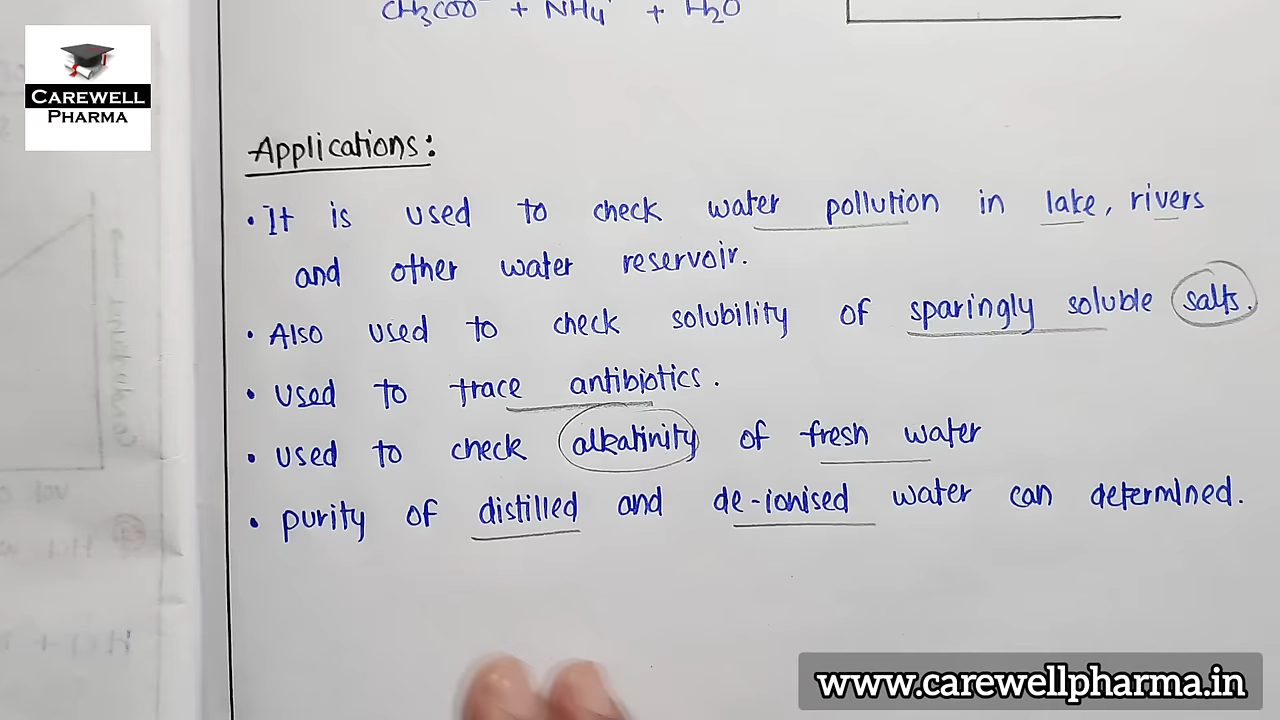 CH3COO⁻ + NH4⁺ + H2O
CAREWELL
PHARMA
Applications:
• It is used to check water pollution in lake, rivers
and other water reservoir.
• Also used to check solubility of sparingly soluble salts.
• used to trace antibiotics.
• used to check alkatinity of fresh water
• purity of distilled and de-ionised water can determined.
www.carewellpharma.in